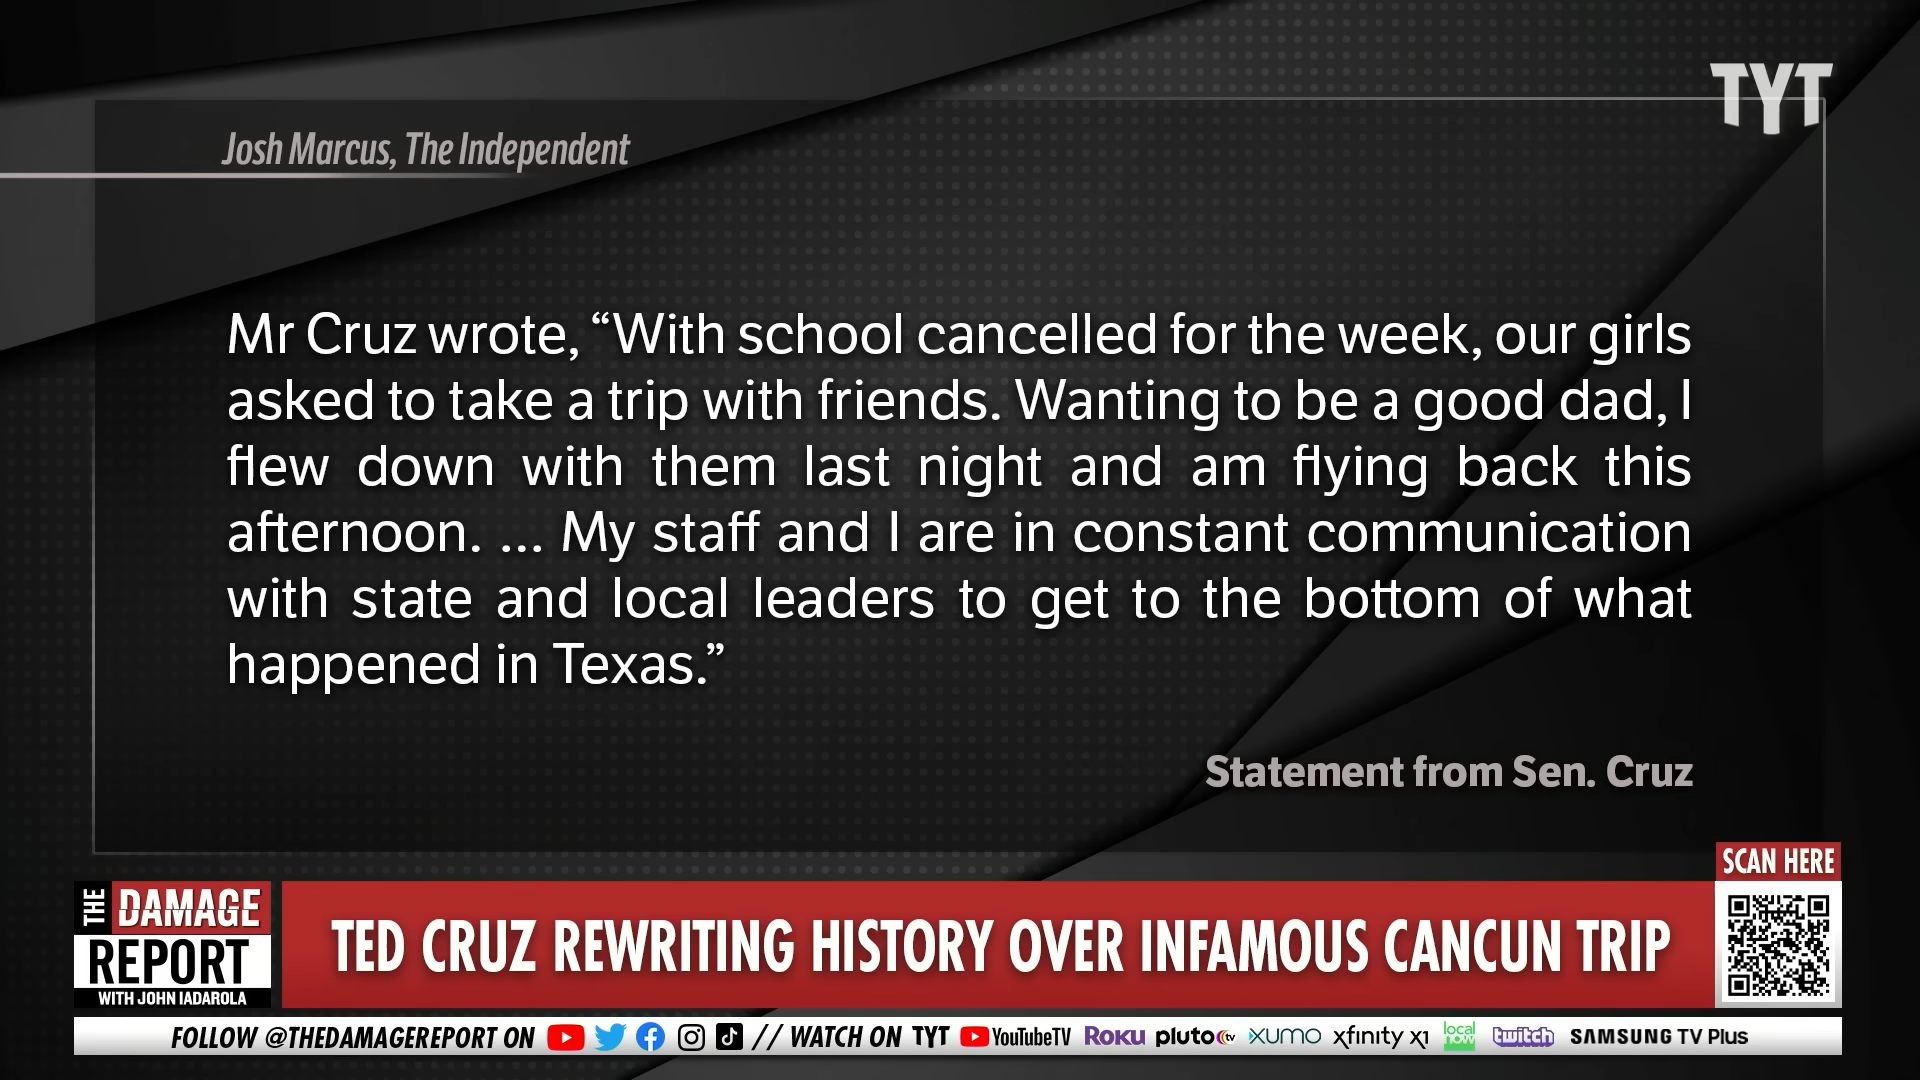 TYT
Josh Marcus, The Independent
Mr Cruz wrote, “With school cancelled for the week, our girls
asked to take a trip with friends. Wanting to be a good dad, I
flew down with them last night and am flying back this
afternoon. ... My staff and I are in constant communication
with state and local leaders to get to the bottom of what
happened in Texas.”
Statement from Sen. Cruz
SCAN HERE
THE DAMAGE
REPORT
WITH JOHN IADAROLA
TED CRUZ REWRITING HISTORY OVER INFAMOUS CANCUN TRIP
FOLLOW @THEDAMAGEREPORT ON // WATCH ON TYT YouTubeTV ROKU pluto tv XUMO xfinity x1 local now twitch SAMSUNG TV Plus